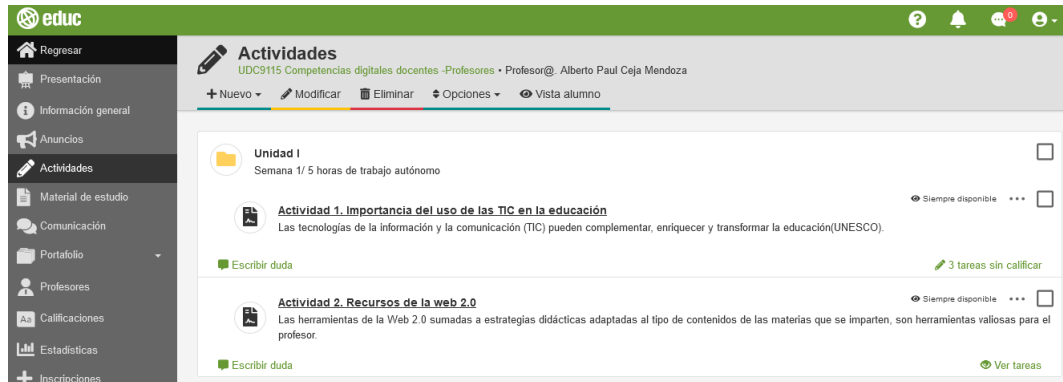 educ
0
Regresar
Presentación
Información general
Anuncios
Actividades
Material de estudio
Comunicación
Portafolio
Profesores
Aa Calificaciones
Estadísticas
Inscripciones
Actividades
UDC9115 Competencias digitales docentes -Profesores • Profesor@. Alberto Paul Ceja Mendoza
Nuevo
Modificar
Eliminar
Opciones
Vista alumno
Unidad I
Semana 1/ 5 horas de trabajo autónomo
Actividad 1. Importancia del uso de las TIC en la educación
Siempre disponible
Las tecnologías de la información y la comunicación (TIC) pueden complementar, enriquecer y transformar la educación(UNESCO).
Escribir duda
3 tareas sin calificar
Actividad 2. Recursos de la web 2.0
Siempre disponible
Las herramientas de la Web 2.0 sumadas a estrategias didácticas adaptadas al tipo de contenidos de las materias que se imparten, son herramientas valiosas para el
profesor.
Escribir duda
Ver tareas